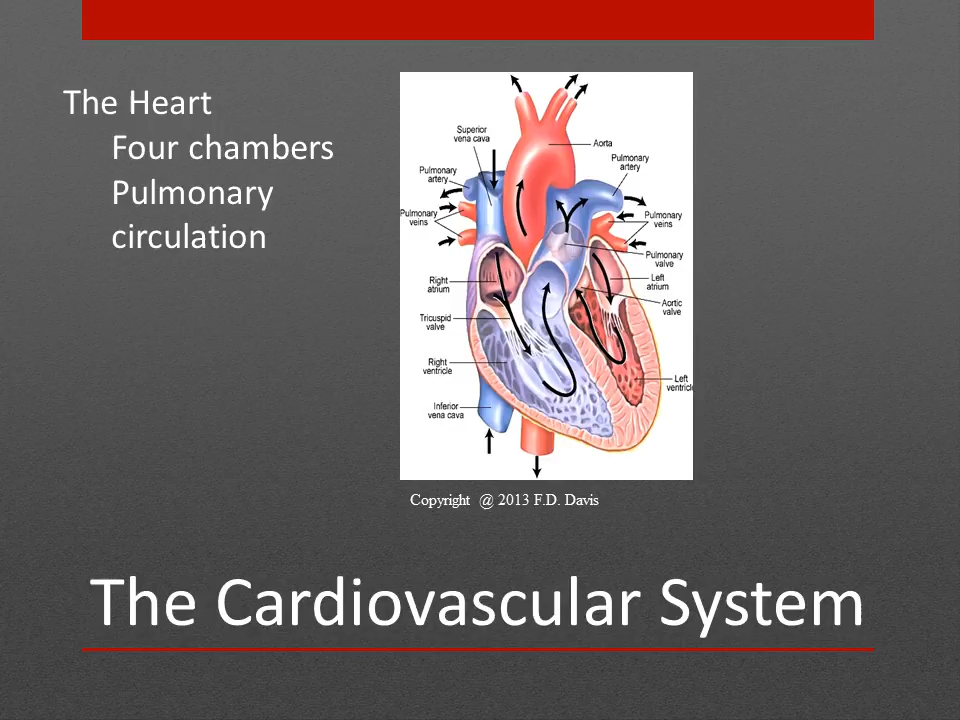 The Heart
Four chambers
Pulmonary
circulation
Superior
vena cava
Aorta
Pulmonary
artery
Pulmonary
artery
Pulmonary
veins
Pulmonary
veins
Pulmonary
valve
Right
atrium
Left
atrium
Aortic
valve
Tricuspid
valve
Right
ventricle
Left
ventricle
Inferior
vena cava
Copyright @ 2013 F.D. Davis
The Cardiovascular System